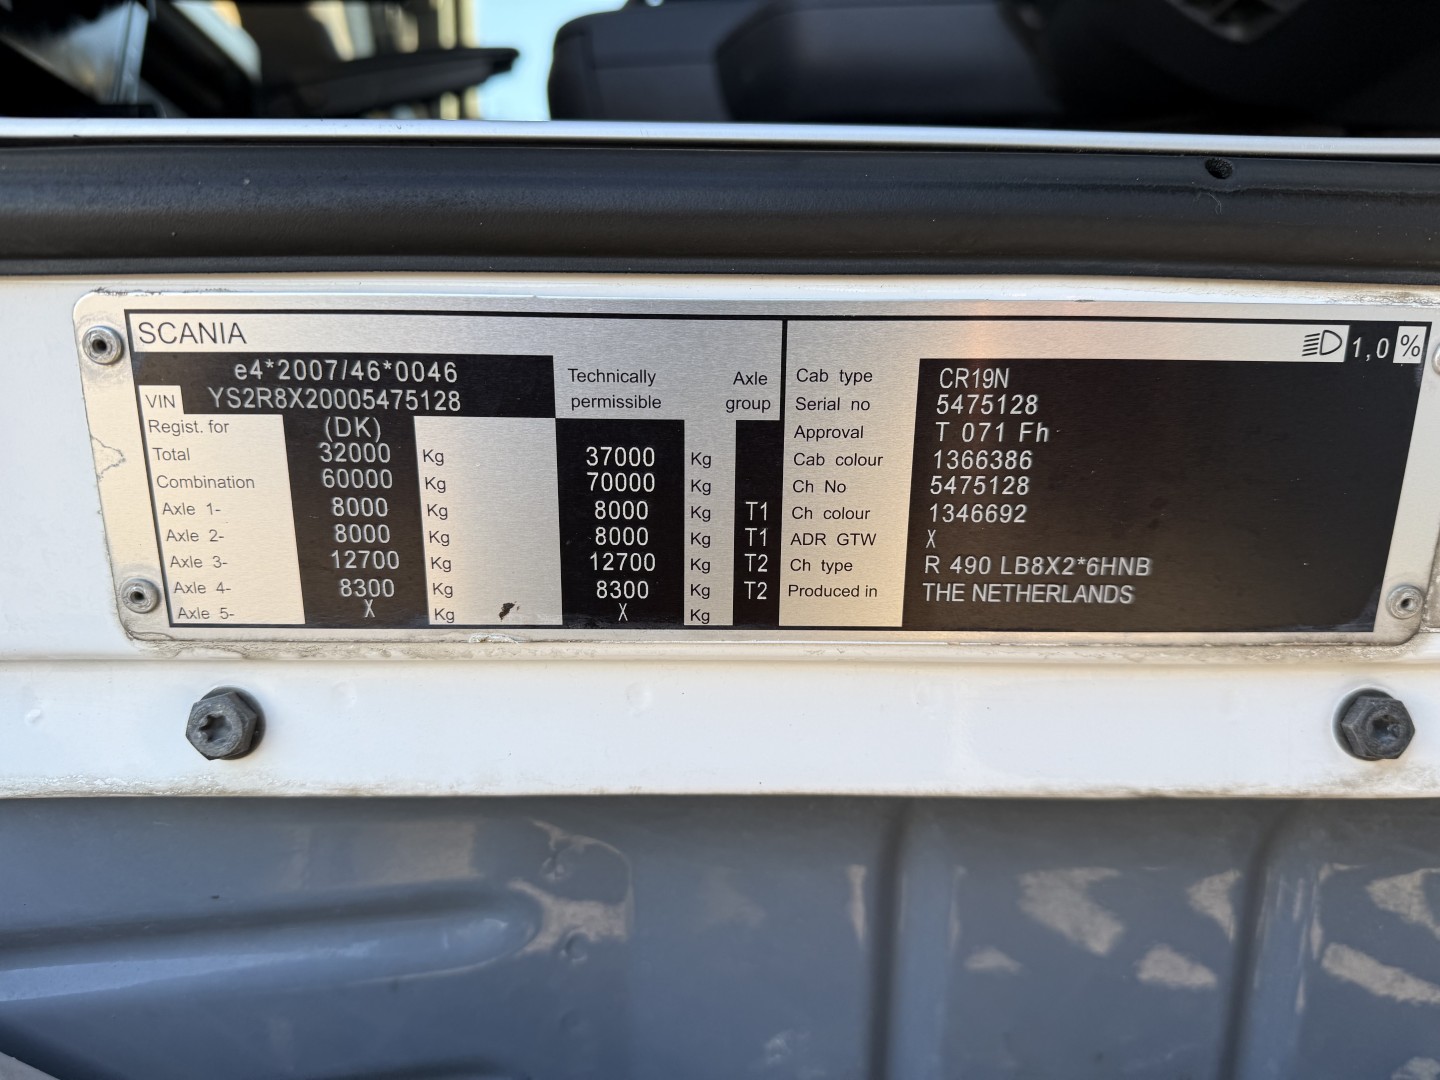 SCANIA
e4*2007/46*0046
VIN YS2R8X20005475128
Technically permissible
Axle group
Regist. for (DK)
Total 32000 Kg 37000 Kg
Combination 60000 Kg 70000 Kg
Axle 1- 8000 Kg 8000 Kg T1
Axle 2- 8000 Kg 8000 Kg T1
Axle 3- 12700 Kg 12700 Kg T2
Axle 4- 8300 Kg 8300 Kg T2
Axle 5- X Kg X Kg
1,0 %
Cab type CR19N
Serial no 5475128
Approval T 071 Fh
Cab colour 1366386
Ch No 5475128
Ch colour 1346692
ADR GTW X
Ch type R 490 LB8X2*6HNB
Produced in THE NETHERLANDS